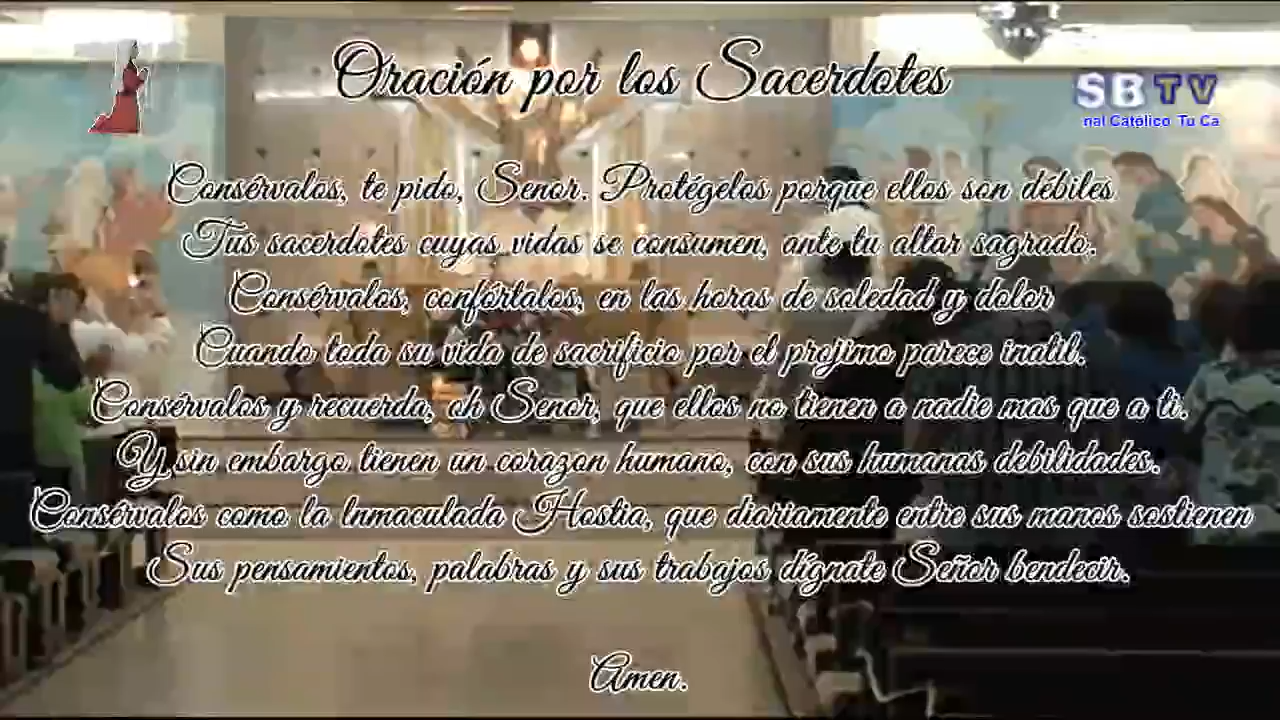 Oración por los Sacerdotes
SBTV
nal Católico Tu Ca
Consérvalos, te pido, Senor. Protégelos porque ellos son débiles
Tus sacerdotes cuyas vidas se consumen, ante tu altar sagrado.
Consérvalos, confórtalos, en las horas de soledad y dolor
Cuando toda su vida de sacrificio por el projimo parece inatil.
Consérvalos y recuerda, oh Senor, que ellos no tienen a nadie mas que a ti.
Y sin embargo tienen un corazon humano, con sus humanas debilidades.
Consérvalos como la Inmaculada Hostia, que diariamente entre sus manos sostienen
Sus pensamientos, palabras y sus trabajos dígnate Señor bendecir.
Amen.